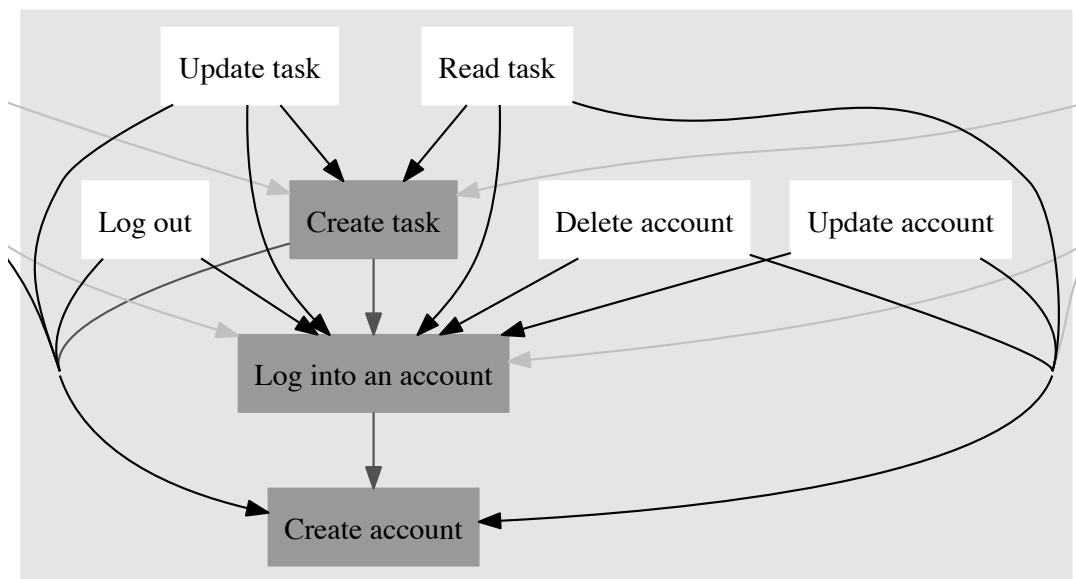 Update task
Read task
Log out
Create task
Delete account
Update account
Log into an account
Create account